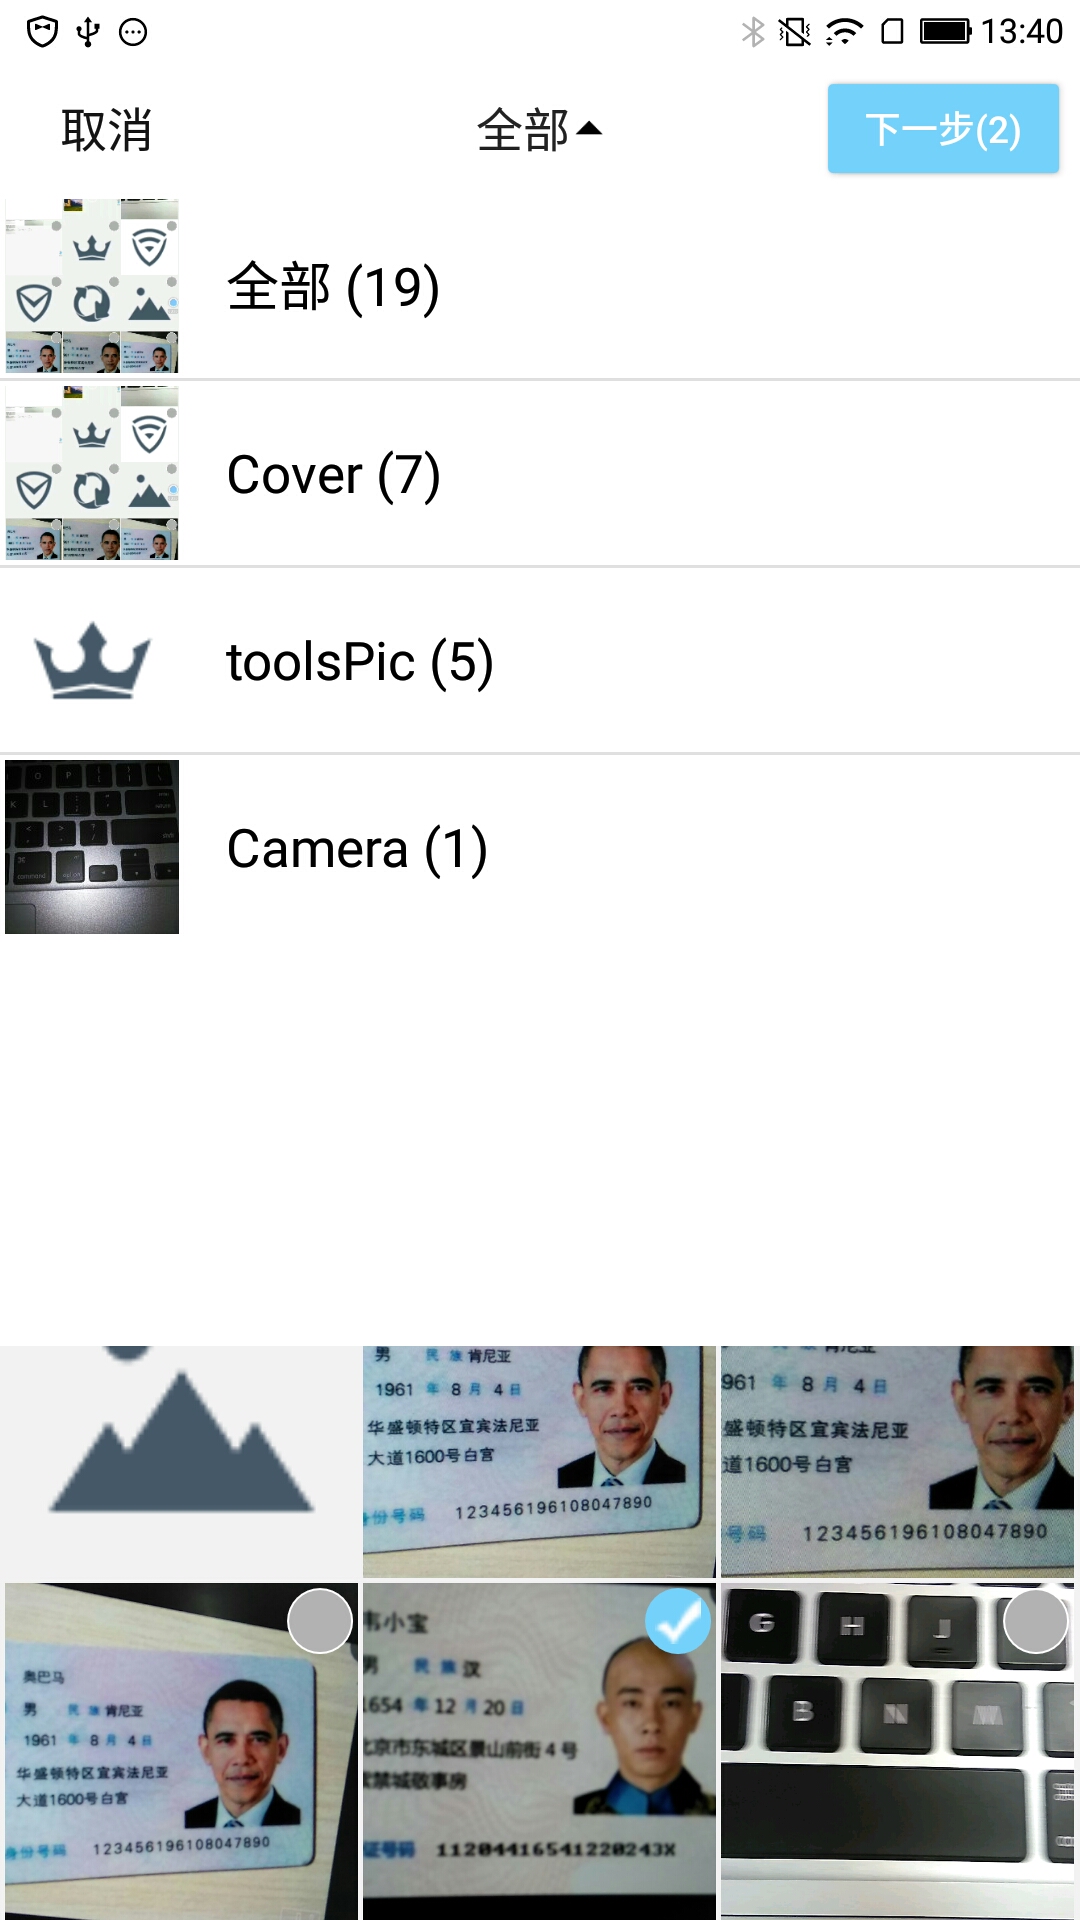 13:40
取消
全部
下一步(2)
全部 (19)
Cover (7)
toolsPic (5)
Camera (1)
O P
K L
command option
男 民族 肯尼亚
1961 年 8 月 4 日
华盛顿特区宜宾法尼亚
大道1600号白宫
身份号码 123456196108047890
肯尼亚
961 年 8 月 4 日
盛顿特区宜宾法尼亚
道1600号白宫
号码 123456196108047890
奥巴马
男 民族 肯尼亚
1961 年 8 月 4 日
华盛顿特区宜宾法尼亚
大道1600号白宫
身份号码 123456196108047890
韦小宝
男 民族 汉
1654 年 12 月 20 日
北京市东城区景山前街 4 号
紫禁城敬事房
证号码 11204416541220243X
G H J
B N M